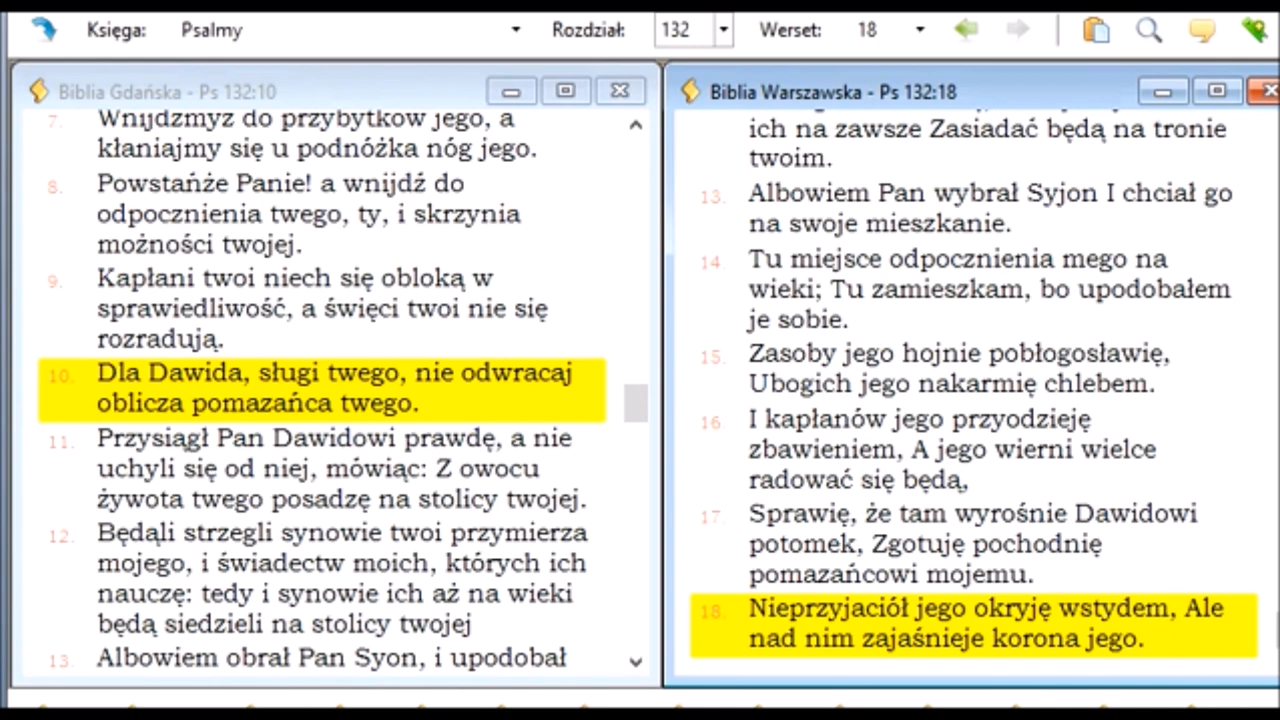 Księga: Psalmy Rozdział: 132 Werset: 18
Biblia Gdańska - Ps 132:10
7. Wnijdźmyż do przybytków jego, a
kłaniajmy się u podnóżka nóg jego.
8. Powstańże Panie! a wnijdź do
odpocznienia twego, ty, i skrzynia
możności twojej.
9. Kapłani twoi niech się obloką w
sprawiedliwość, a święci twoi nie się
rozradują.
10. Dla Dawida, sługi twego, nie odwracaj
oblicza pomazańca twego.
11. Przysiągł Pan Dawidowi prawdę, a nie
uchyli się od niej, mówiąc: Z owocu
żywota twego posadzę na stolicy twojej.
12. Będąli strzegli synowie twoi przymierza
mojego, i świadectw moich, których ich
nauczę: tedy i synowie ich aż na wieki
będą siedzieli na stolicy twojej
13. Albowiem obrał Pan Syon, i upodobał
Biblia Warszawska - Ps 132:18
ich na zawsze Zasiadać będą na tronie
twoim.
13. Albowiem Pan wybrał Syjon I chciał go
na swoje mieszkanie.
14. Tu miejsce odpocznienia mego na
wieki; Tu zamieszkam, bo upodobałem
je sobie.
15. Zasoby jego hojnie pobłogosławię,
Ubogich jego nakarmię chlebem.
16. I kapłanów jego przyodzieję
zbawieniem, A jego wierni wielce
radować się będą,
17. Sprawię, że tam wyrośnie Dawidowi
potomek, Zgotuję pochodnię
pomazańcowi mojemu.
18. Nieprzyjaciół jego okryję wstydem, Ale
nad nim zajaśnieje korona jego.